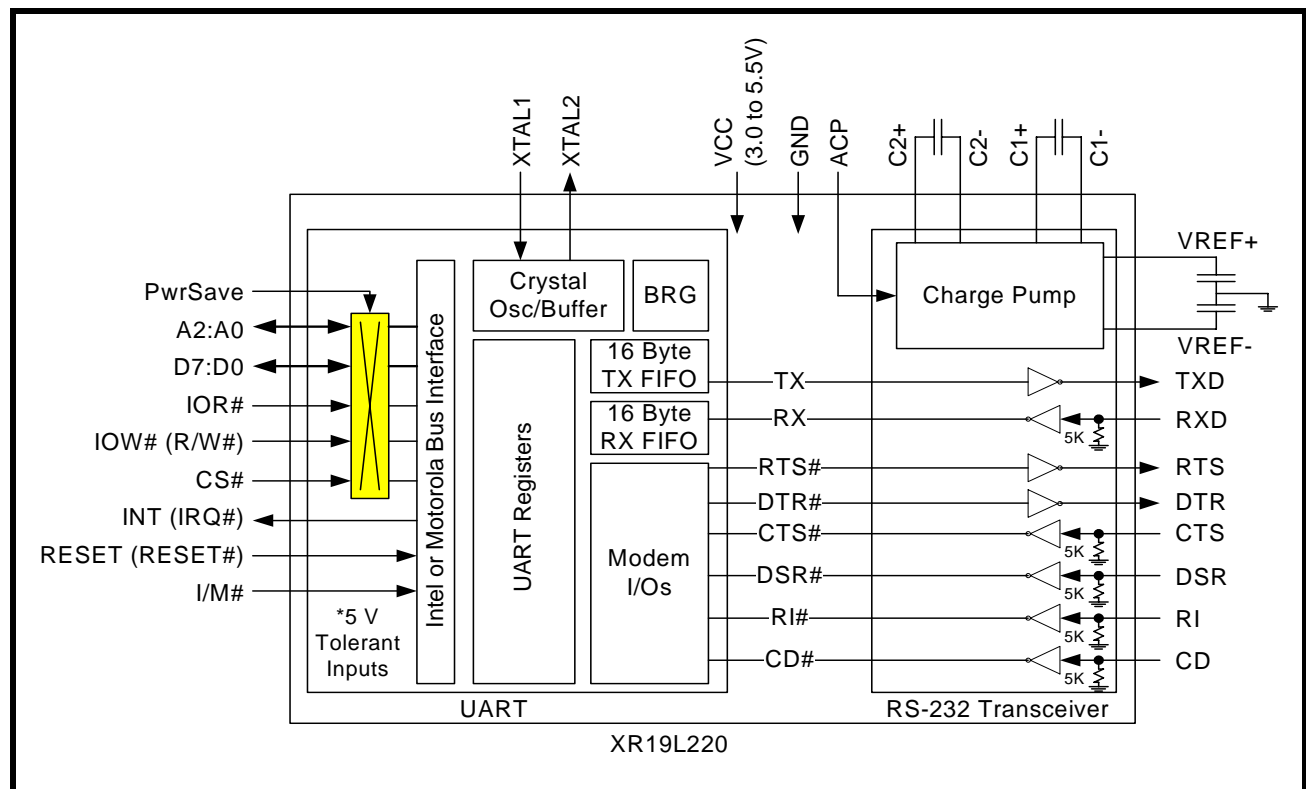 XTAL1
XTAL2
VCC
(3.0 to 5.5V)
GND
ACP
C2+
C2-
C1+
C1-
VREF+
VREF-
PwrSave
A2:A0
D7:D0
IOR#
IOW# (R/W#)
CS#
INT (IRQ#)
RESET (RESET#)
I/M#
*5 V
Tolerant
Inputs
Intel or Motorola Bus Interface
Crystal
Osc/Buffer
BRG
UART Registers
16 Byte
TX FIFO
16 Byte
RX FIFO
Modem
I/Os
Charge Pump
TX
TXD
RX
5K
RXD
RTS#
RTS
DTR#
DTR
CTS#
5K
CTS
DSR#
5K
DSR
RI#
5K
RI
CD#
5K
CD
UART
RS-232 Transceiver
XR19L220